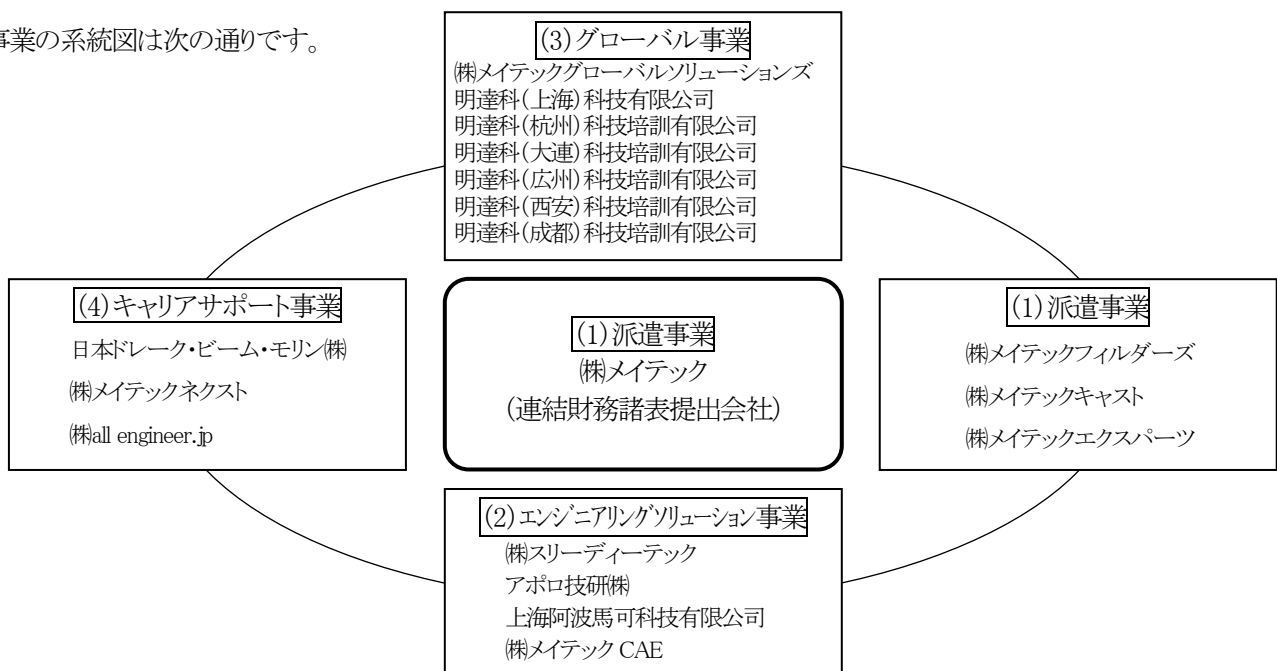 事業の系統図は次の通りです。
(3)グローバル事業
㈱メイテックグローバルソリューションズ
明達科(上海)科技有限公司
明達科(杭州)科技培訓有限公司
明達科(大連)科技培訓有限公司
明達科(広州)科技培訓有限公司
明達科(西安)科技培訓有限公司
明達科(成都)科技培訓有限公司
(4)キャリアサポート事業
日本ドレーク・ビーム・モリン㈱
㈱メイテックネクスト
㈱all engineer.jp
(1)派遣事業
㈱メイテック
(連結財務諸表提出会社)
(1)派遣事業
㈱メイテックフィルダーズ
㈱メイテックキャスト
㈱メイテックエクスパーツ
(2)エンジニアリングソリューション事業
㈱スリーディーテック
アポロ技研㈱
上海阿波馬可科技有限公司
㈱メイテック CAE